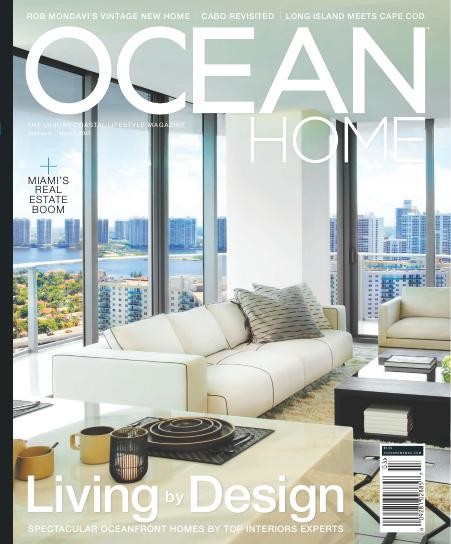 ROB MONDAVI'S VINTAGE NEW HOME | CABO REVISITED | LONG ISLAND MEETS CAPE COD
OCEAN
HOME
THE LUXURY COASTAL LIFESTYLE MAGAZINE
+
MIAMI'S
REAL
ESTATE
BOOM
Living by Design
SPECTACULAR OCEANFRONT HOMES BY TOP INTERIORS EXPERTS